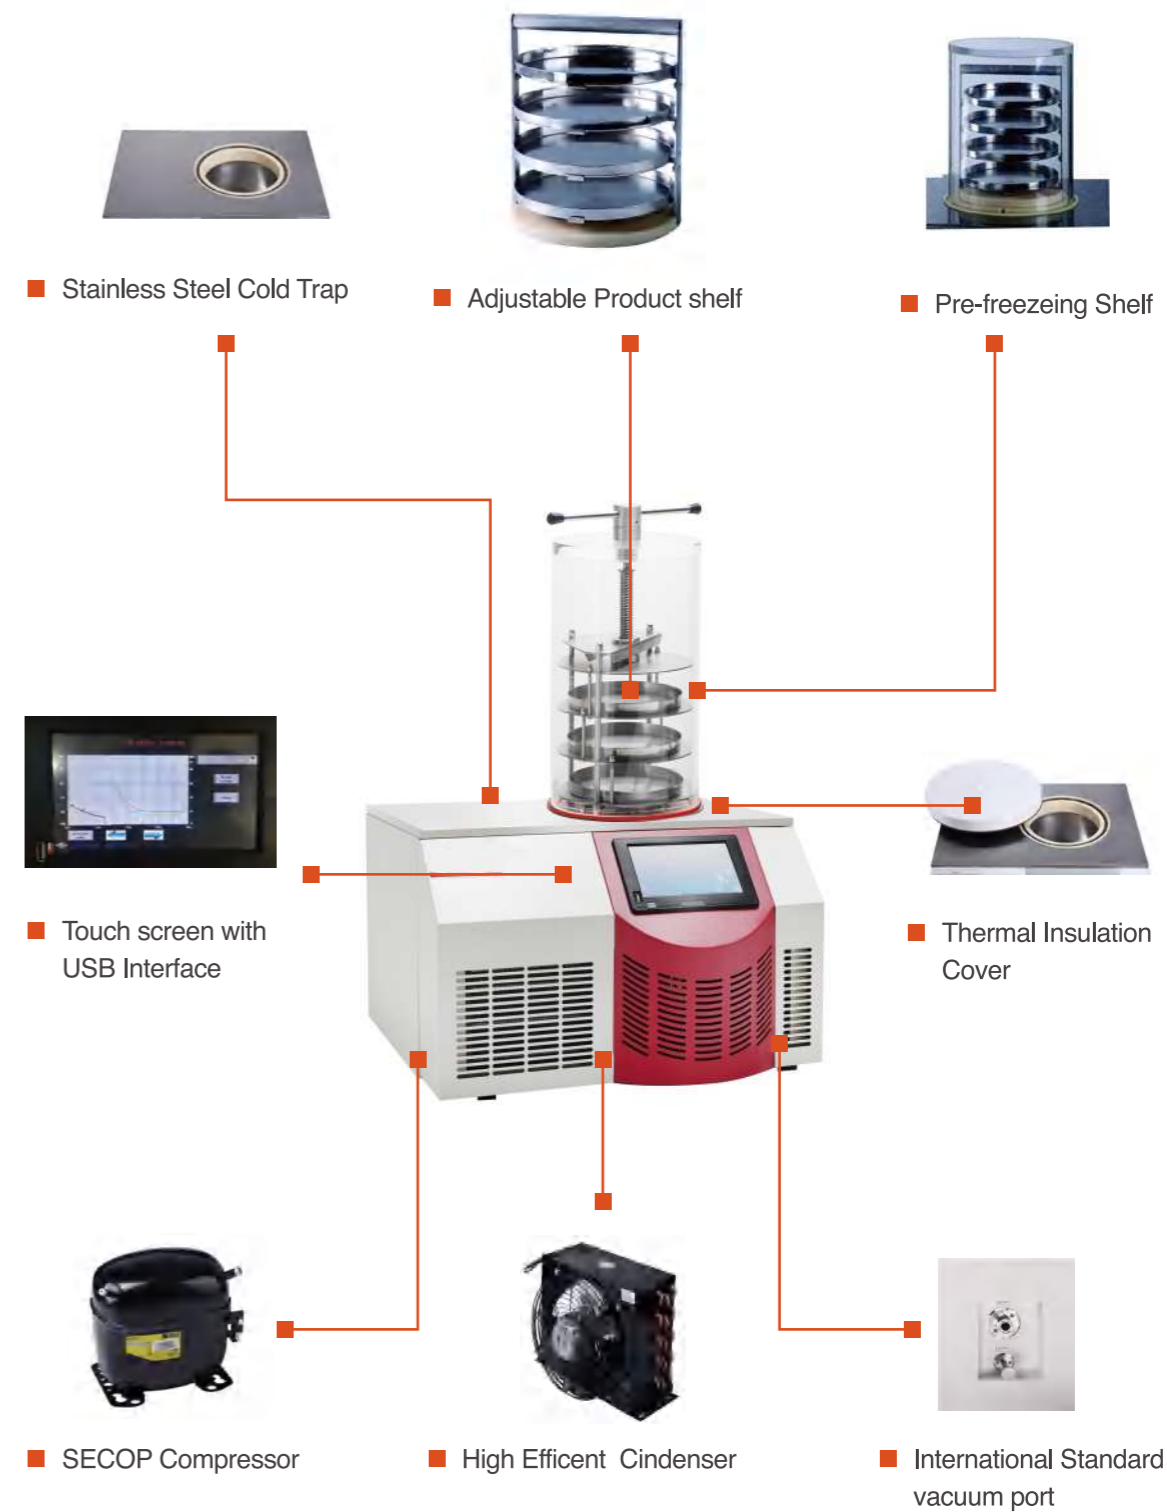 Stainless Steel Cold Trap
Adjustable Product shelf
Pre-freezeing Shelf
Touch screen with
USB Interface
Thermal Insulation
Cover
SECOP Compressor
High Efficent Cindenser
International Standard
vacuum port